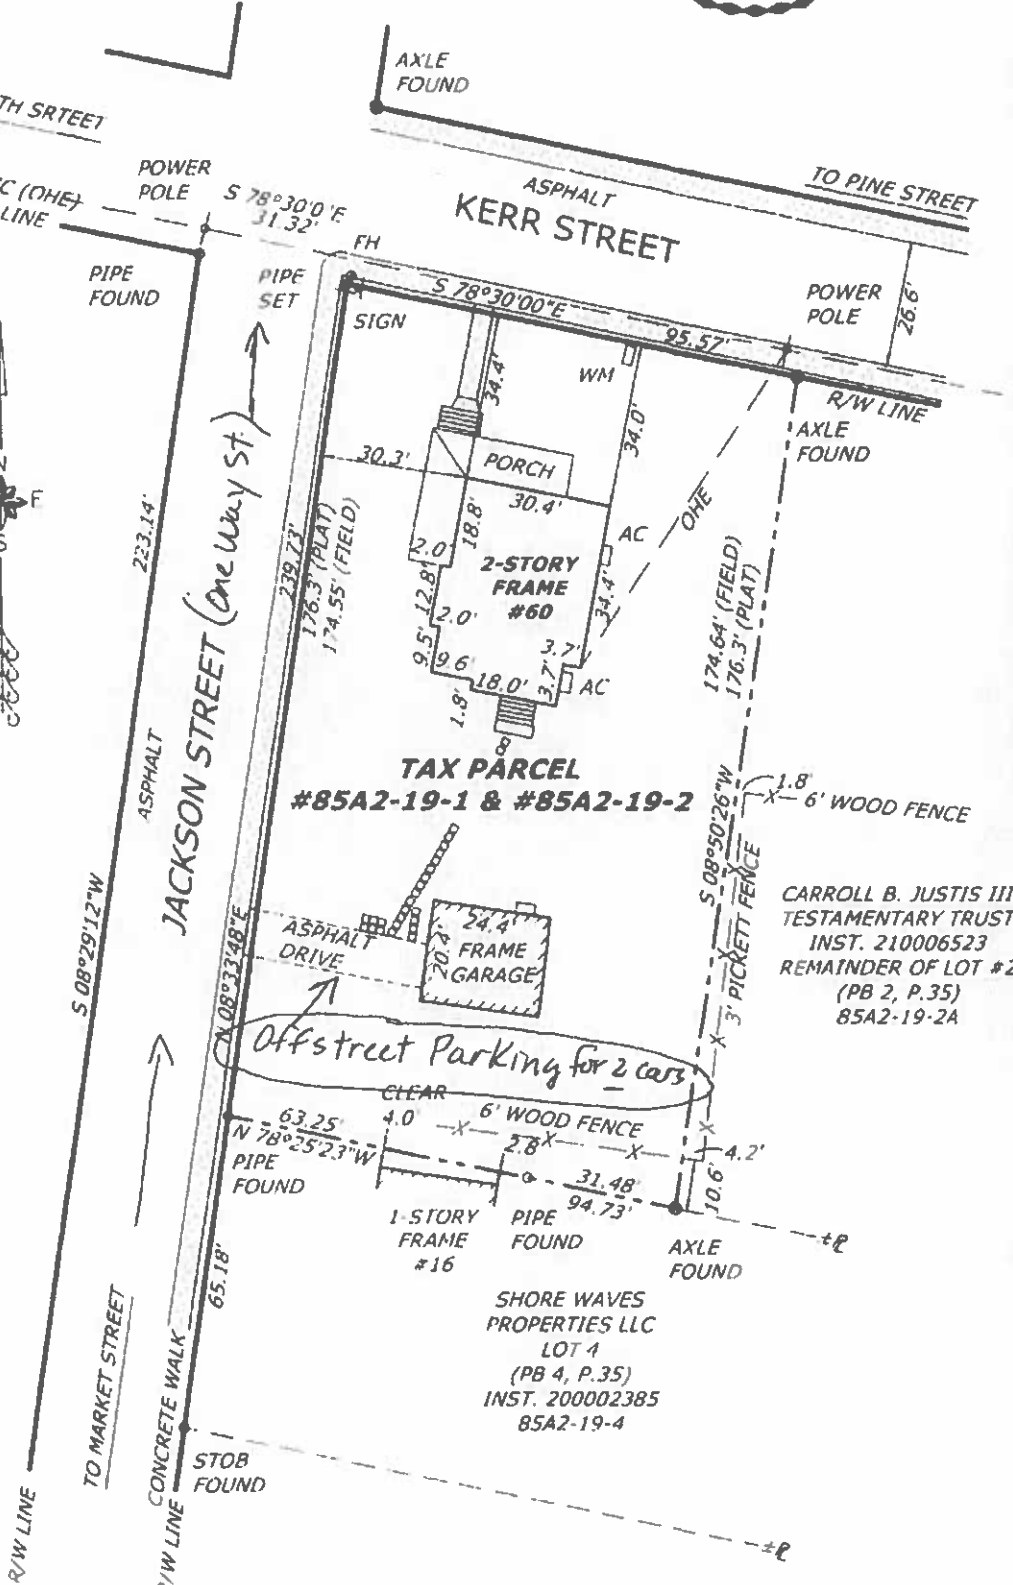 AXLE
FOUND
TH SRTEET
TO PINE STREET
POWER
POLE
S 78°30'0 'E
31.32'
ASPHALT
KERR STREET
C (OHE)
LINE
FH
PIPE
FOUND
PIPE
SET
SIGN
S 78°30'00"E
95.57'
POWER
POLE
26.6'
WM
R/W LINE
AXLE
FOUND
34.4'
34.0'
30.3'
PORCH
30.4'
OHE
E
223.14'
239.73'
176.3' (PLAT)
174.55' (FIELD)
18.8'
AC
2.0'
2-STORY
FRAME
#60
12.8'
2.0'
34.4'
9.5'
9.6'
3.7'
18.0'
3.7'
AC
1.8'
174.64' (FIELD)
176.3' (PLAT)
JACKSON STREET (one way St.)
ASPHALT
TAX PARCEL
#85A2-19-1 & #85A2-19-2
1.8'
X 6' WOOD FENCE
S 08°50'26"W
3' PICKETT FENCE
S 08°29'12"W
N 08°33'48"E
ASPHALT
DRIVE
24.4'
20.4'
FRAME
GARAGE
CARROLL B. JUSTIS III
TESTAMENTARY TRUST
INST. 210006523
REMAINDER OF LOT #2
(PB 2, P.35)
85A2-19-2A
Offstreet Parking for 2 cars
CLEAR
4.0'
63.25'
N 78°25'23"W
6' WOOD FENCE
2.8'
4.2'
10.6'
PIPE
FOUND
31.48'
94.73'
1-STORY
FRAME
#16
PIPE
FOUND
AXLE
FOUND
±℄
65.18'
SHORE WAVES
PROPERTIES LLC
LOT 4
(PB 4, P.35)
INST. 200002385
85A2-19-4
TO MARKET STREET
CONCRETE WALK
STOB
FOUND
R/W LINE
R/W LINE
±℄